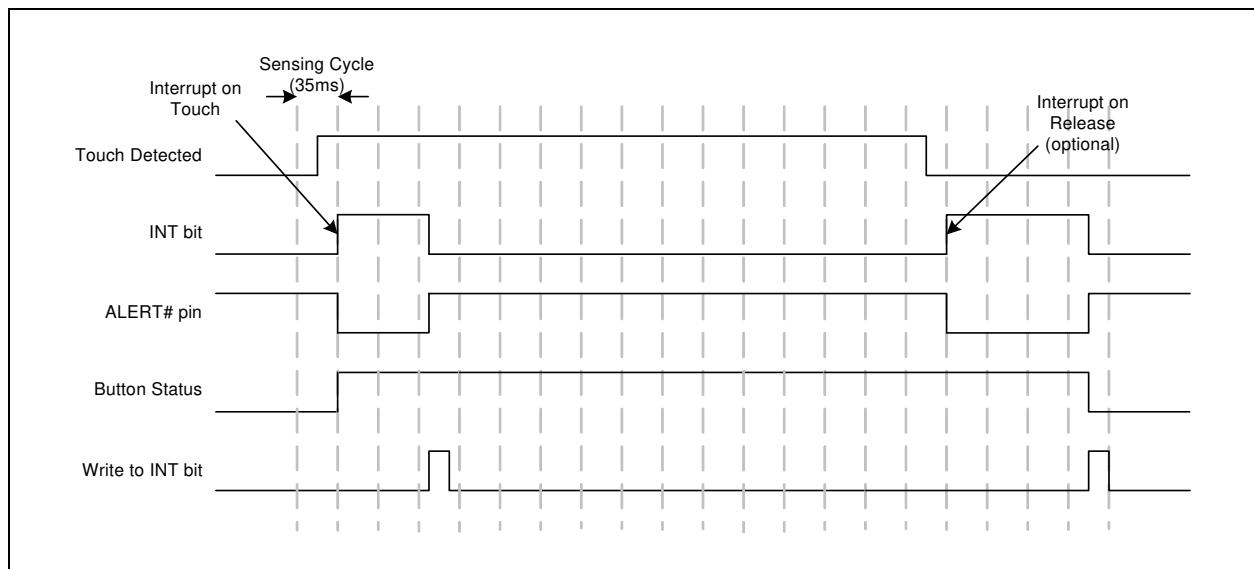 Sensing Cycle
(35ms)
Interrupt on
Touch
Interrupt on
Release
(optional)
Touch Detected
INT bit
ALERT# pin
Button Status
Write to INT bit